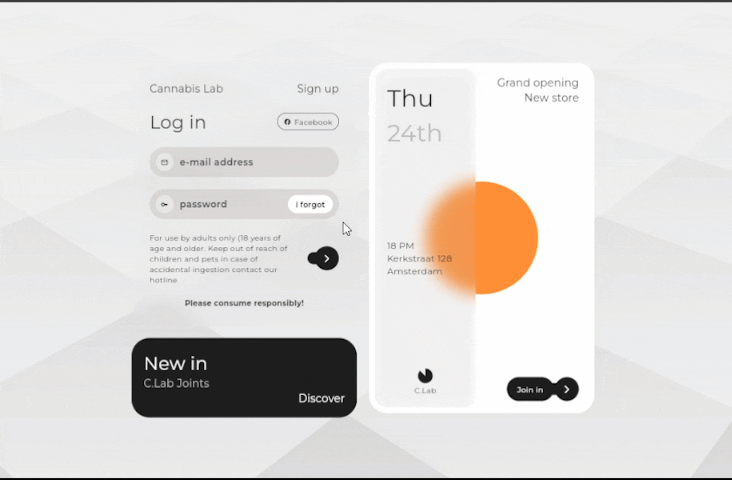 Cannabis Lab
Sign up
Log in
Facebook
e-mail address
password
i forgot
For use by adults only (18 years of
age and older. Keep out of reach of
children and pets in case of
accidental ingestion contact our
hotline
Please consume responsibly!
New in
C.Lab Joints
Discover
Thu
24th
Grand opening
New store
18 PM
Kerkstraat 128
Amsterdam
C.Lab
Join in